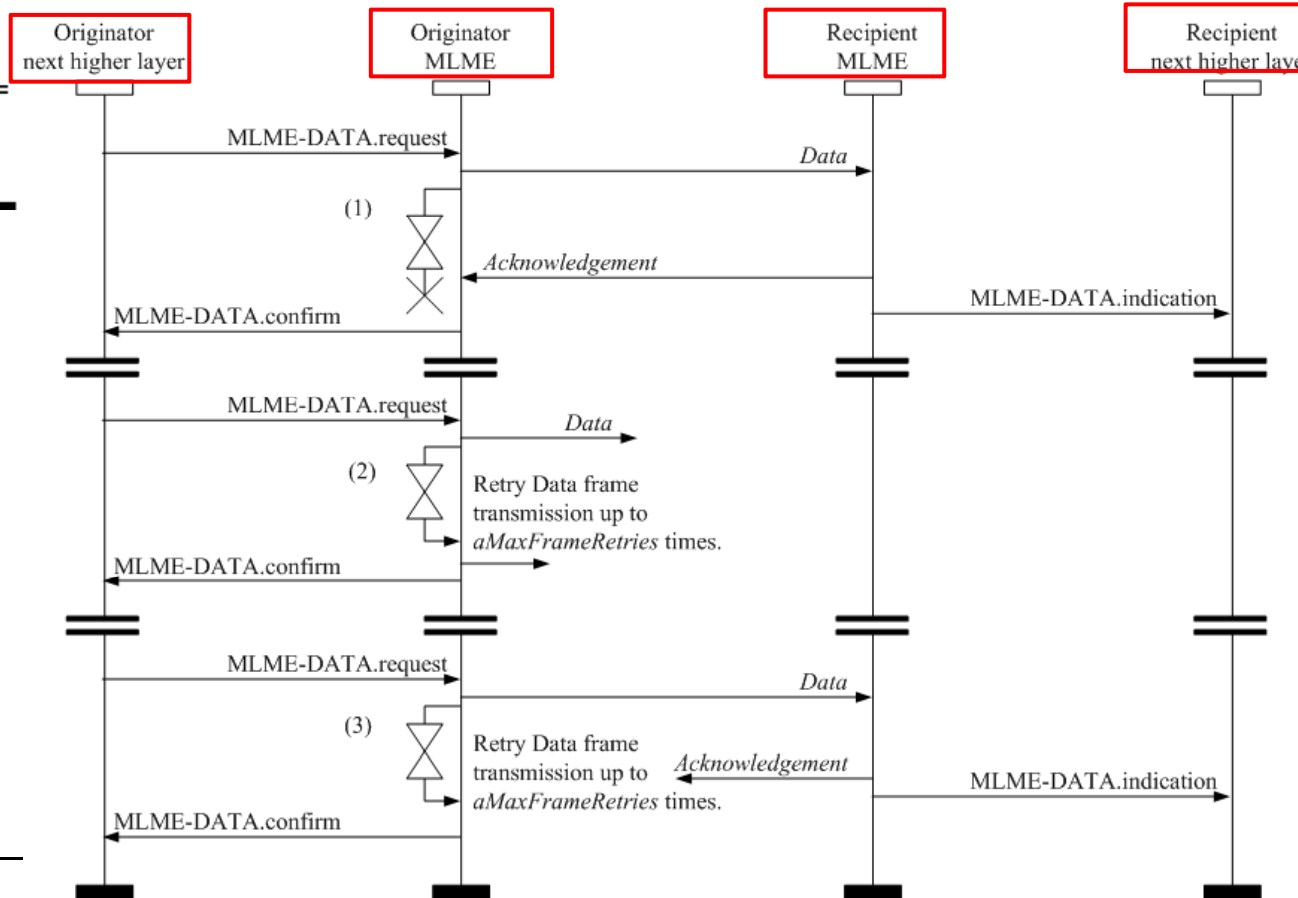 Originator
next higher layer
Originator
MLME
Recipient
MLME
Recipient
next higher laye
MLME-DATA.request
Data
(1)
Acknowledgement
MLME-DATA.indication
MLME-DATA.confirm
MLME-DATA.request
Data
(2)
Retry Data frame
transmission up to
aMaxFrameRetries times.
MLME-DATA.confirm
MLME-DATA.request
Data
(3)
Retry Data frame
transmission up to
aMaxFrameRetries times.
Acknowledgement
MLME-DATA.indication
MLME-DATA.confirm